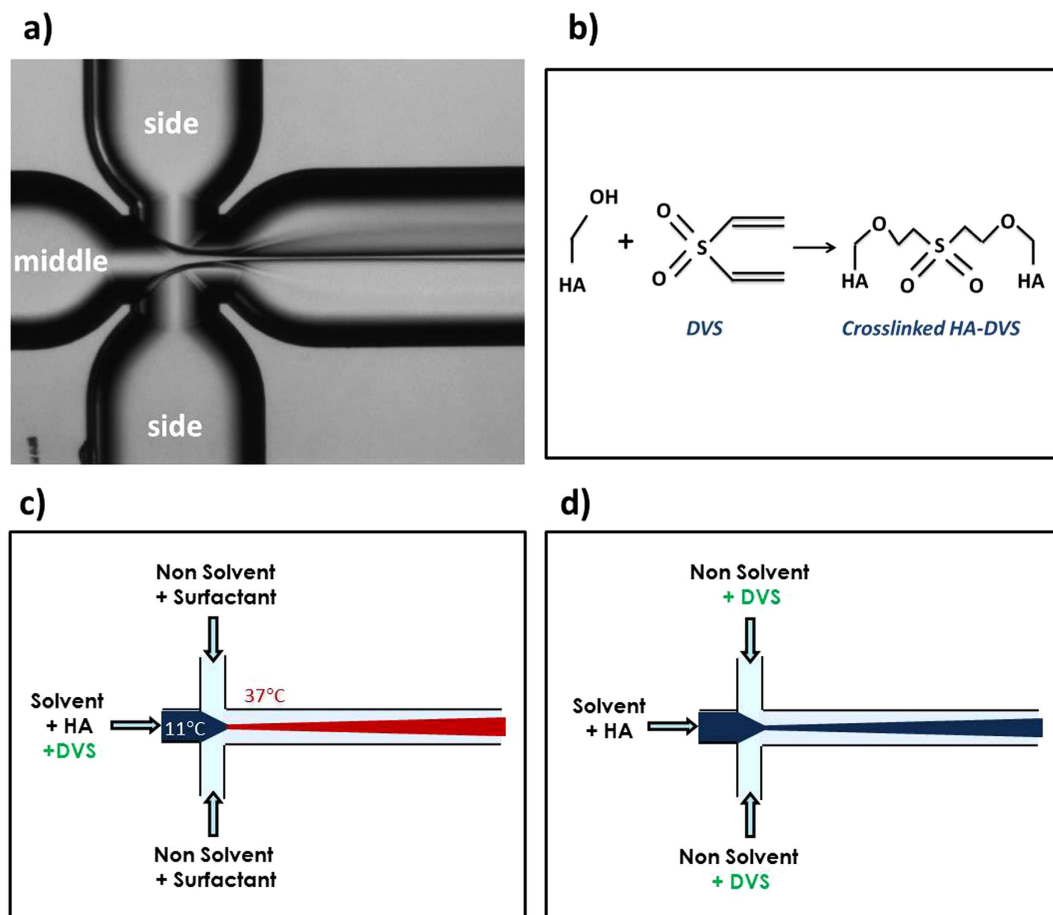 a)
side
middle
side
b)
OH
HA
+
O
O
S
DVS
O
O
S
HA
O
O
HA
Crosslinked HA-DVS
c)
Non Solvent
+ Surfactant
Solvent
+ HA
+DVS
11°C
37°C
Non Solvent
+ Surfactant
d)
Non Solvent
+ DVS
Solvent
+ HA
Non Solvent
+ DVS